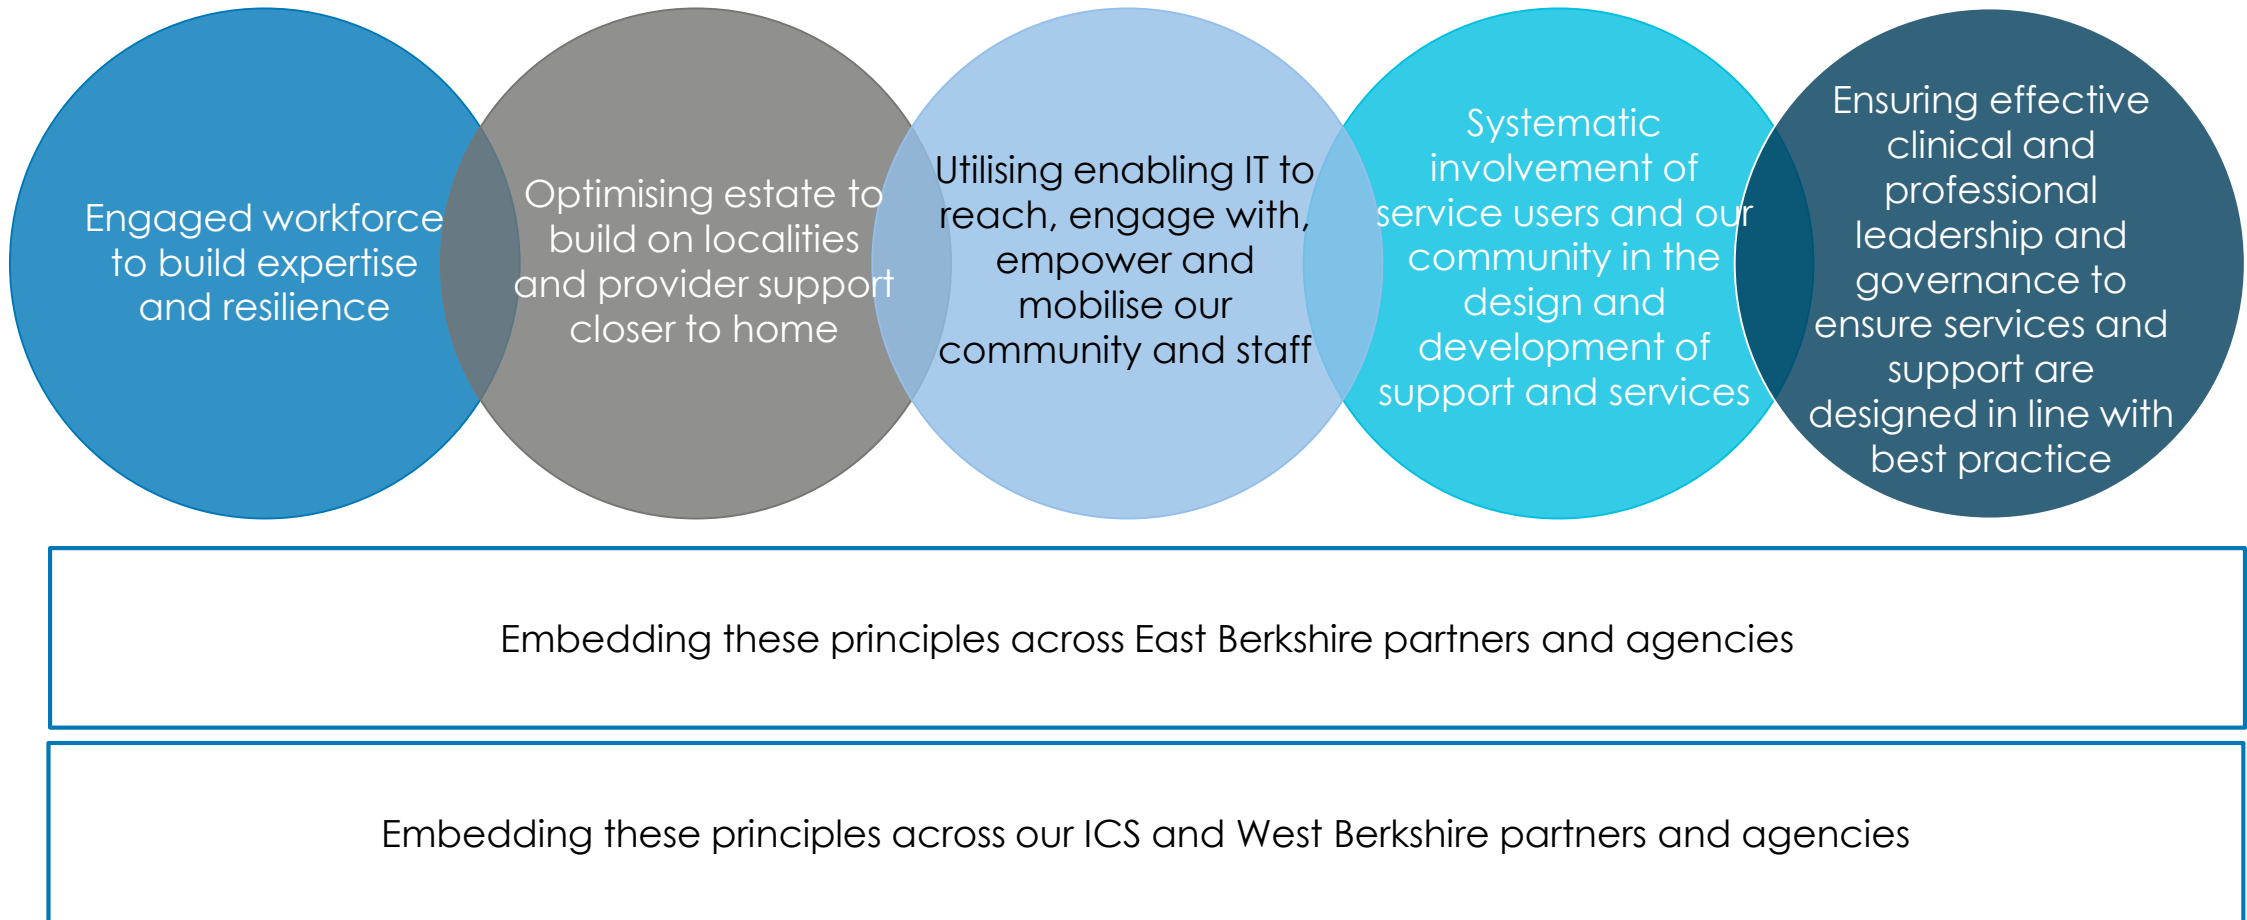 Engaged workforce
to build expertise
and resilience
Optimising estate to
build on localities
and provider support
closer to home
Utilising enabling IT to
reach, engage with,
empower and
mobilise our
community and staff
Systematic
involvement of
service users and our
community in the
design and
development of
support and services
Ensuring effective
clinical and
professional
leadership and
governance to
ensure services and
support are
designed in line with
best practice
Embedding these principles across East Berkshire partners and agencies
Embedding these principles across our ICS and West Berkshire partners and agencies